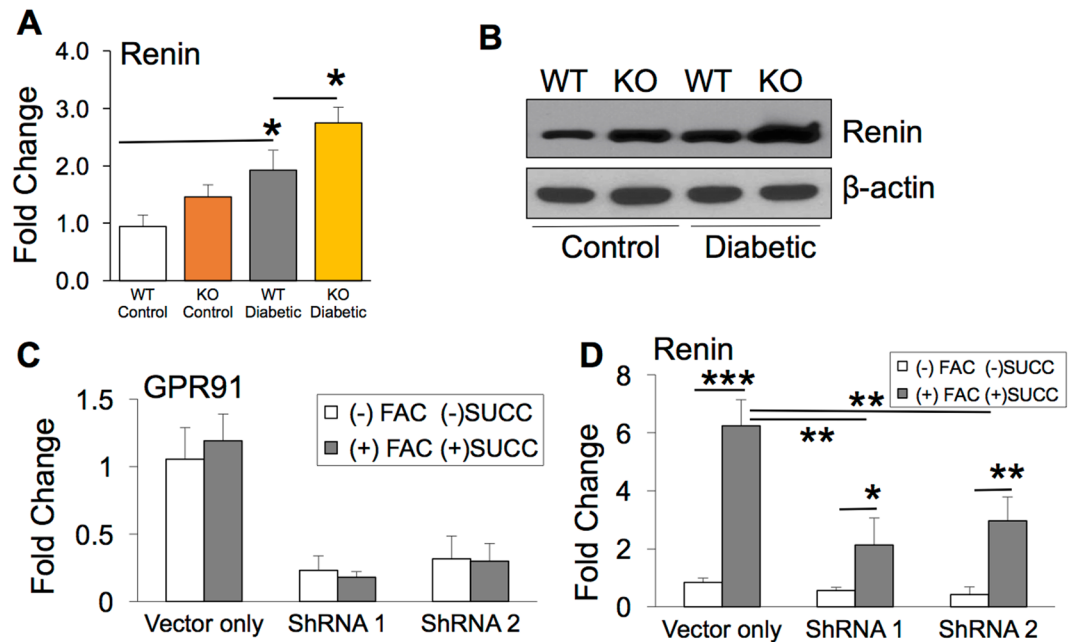 A
Renin
Fold Change
4.0
3.0
2.0
1.0
0.0
*
*
WT Control
KO Control
WT Diabetic
KO Diabetic
B
WT KO WT KO
Renin
β-actin
Control Diabetic
C
GPR91
Fold Change
1.5
1
0.5
0
(-) FAC (-)SUCC
(+) FAC (+)SUCC
Vector only ShRNA 1 ShRNA 2
D
Renin
Fold Change
8
6
4
2
0
(-) FAC (-)SUCC
(+) FAC (+)SUCC
***
**
**
*
**
Vector only ShRNA 1 ShRNA 2